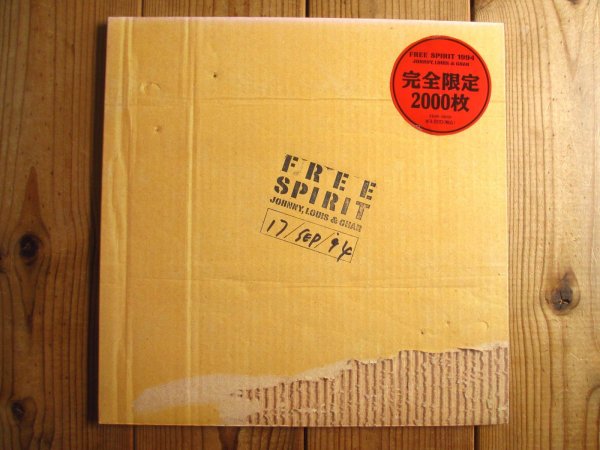 FREE SPIRIT 1994
JOHNNY, LOUIS & CHAR
完全限定
2000枚
FREE
SPIRIT
JOHNNY, LOUIS & CHAR
17/SEP/'94